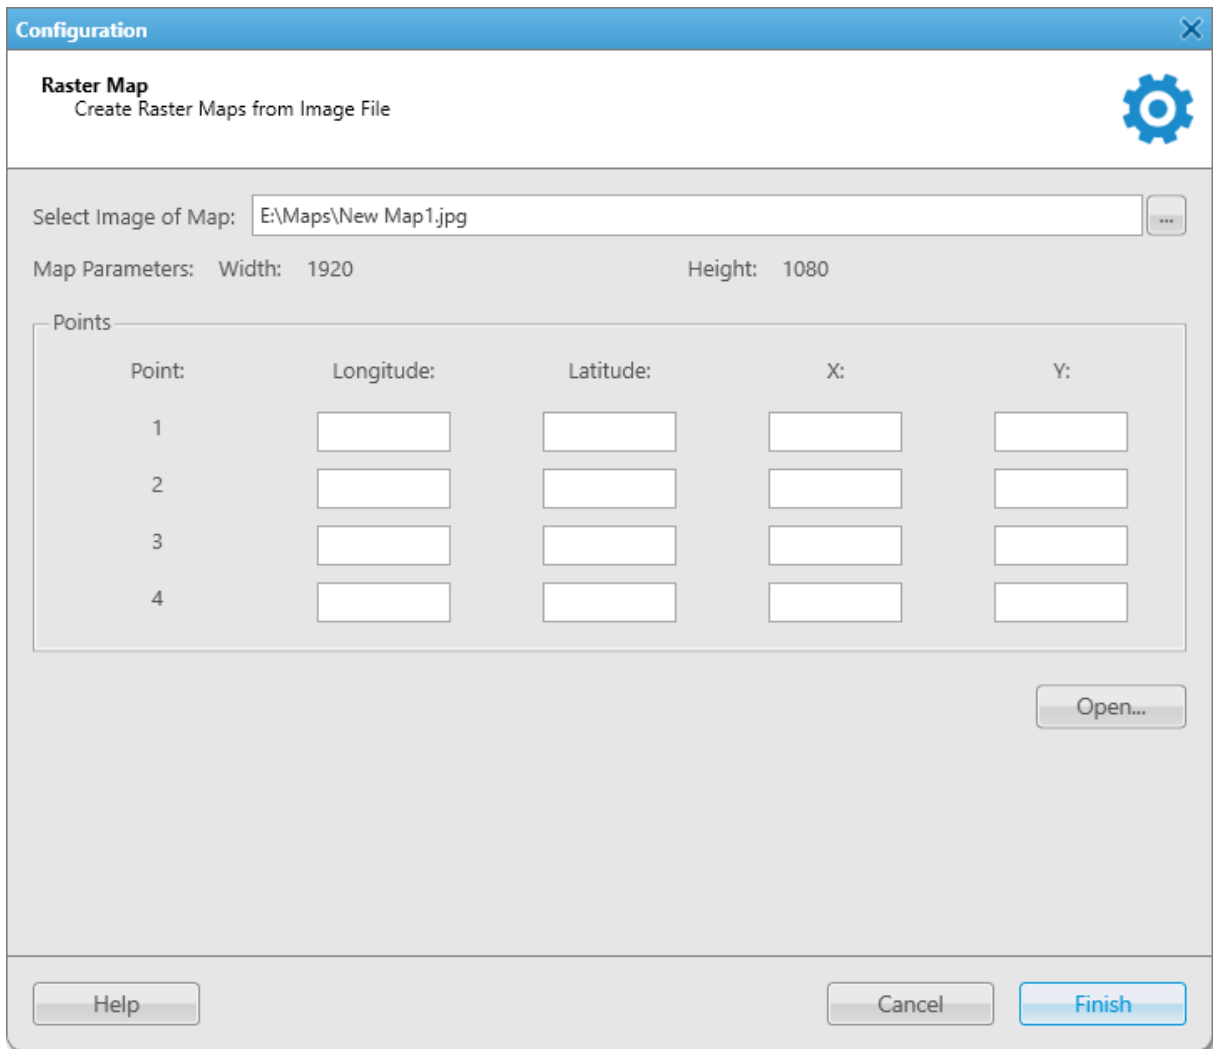 Configuration
Raster Map
Create Raster Maps from Image File
Select Image of Map: E:\Maps\New Map1.jpg ...
Map Parameters: Width: 1920 Height: 1080
Points
Point: Longitude: Latitude: X: Y:
1
2
3
4
Open...
Help Cancel Finish